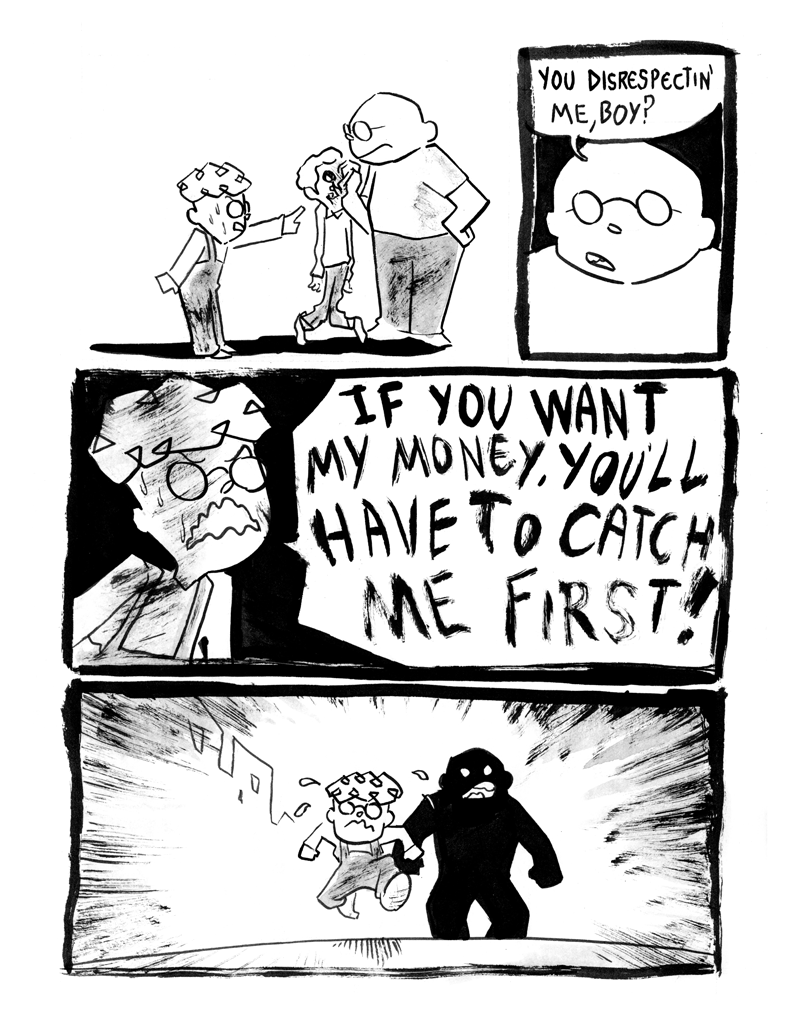 YOU DISRESPECTIN'
ME, BOY?
IF YOU WANT
MY MONEY. YOU'LL
HAVE TO CATCH
ME FIRST!